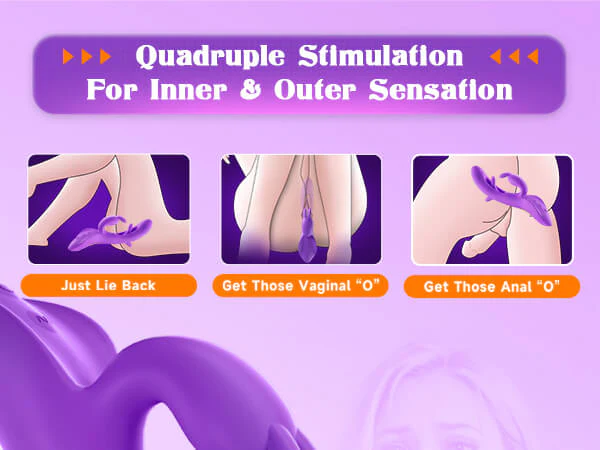 Quadruple Stimulation
For Inner & Outer Sensation
Just Lie Back
Get Those Vaginal “O”
Get Those Anal “O”